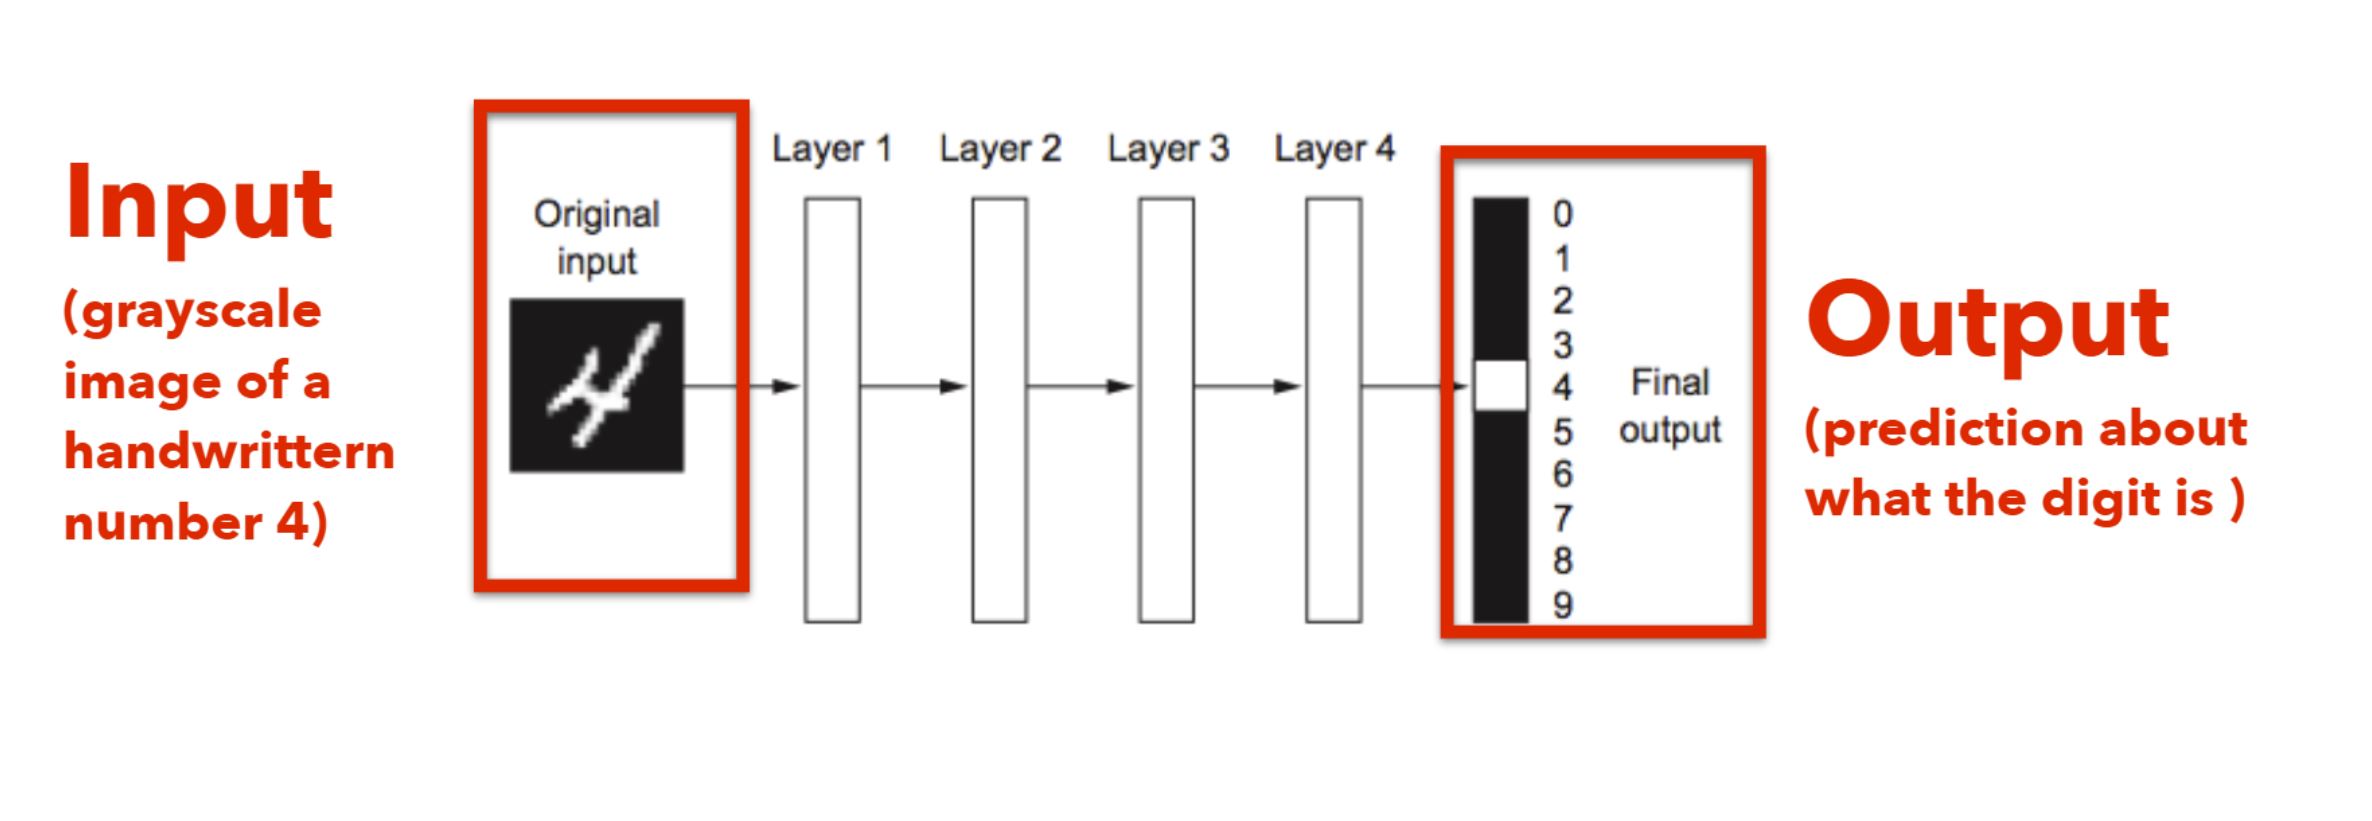 Input
(grayscale
image of a
handwrittern
number 4)
Original
input
Layer 1
Layer 2
Layer 3
Layer 4
0
1
2
3
4
5
6
7
8
9
Final
output
Output
(prediction about
what the digit is )